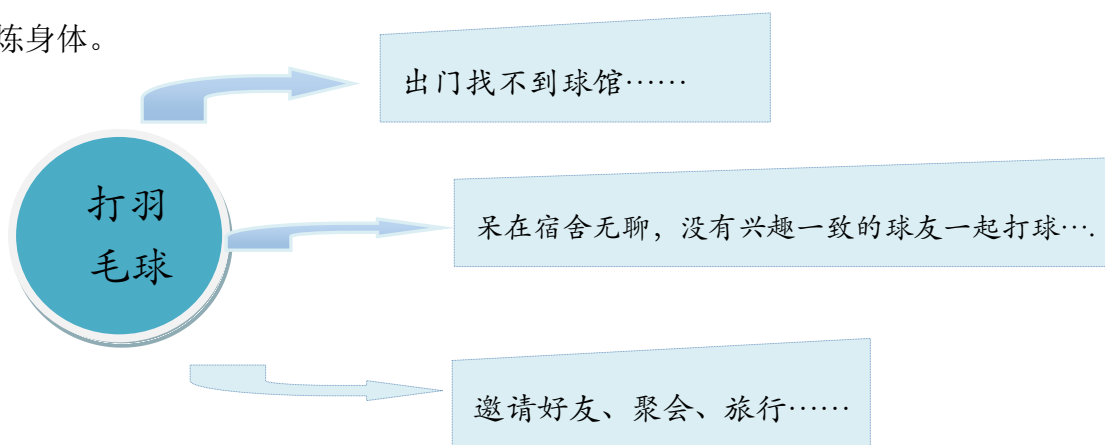 炼身体。
出门找不到球馆……
打羽
毛球
呆在宿舍无聊，没有兴趣一致的球友一起打球….
邀请好友、聚会、旅行……